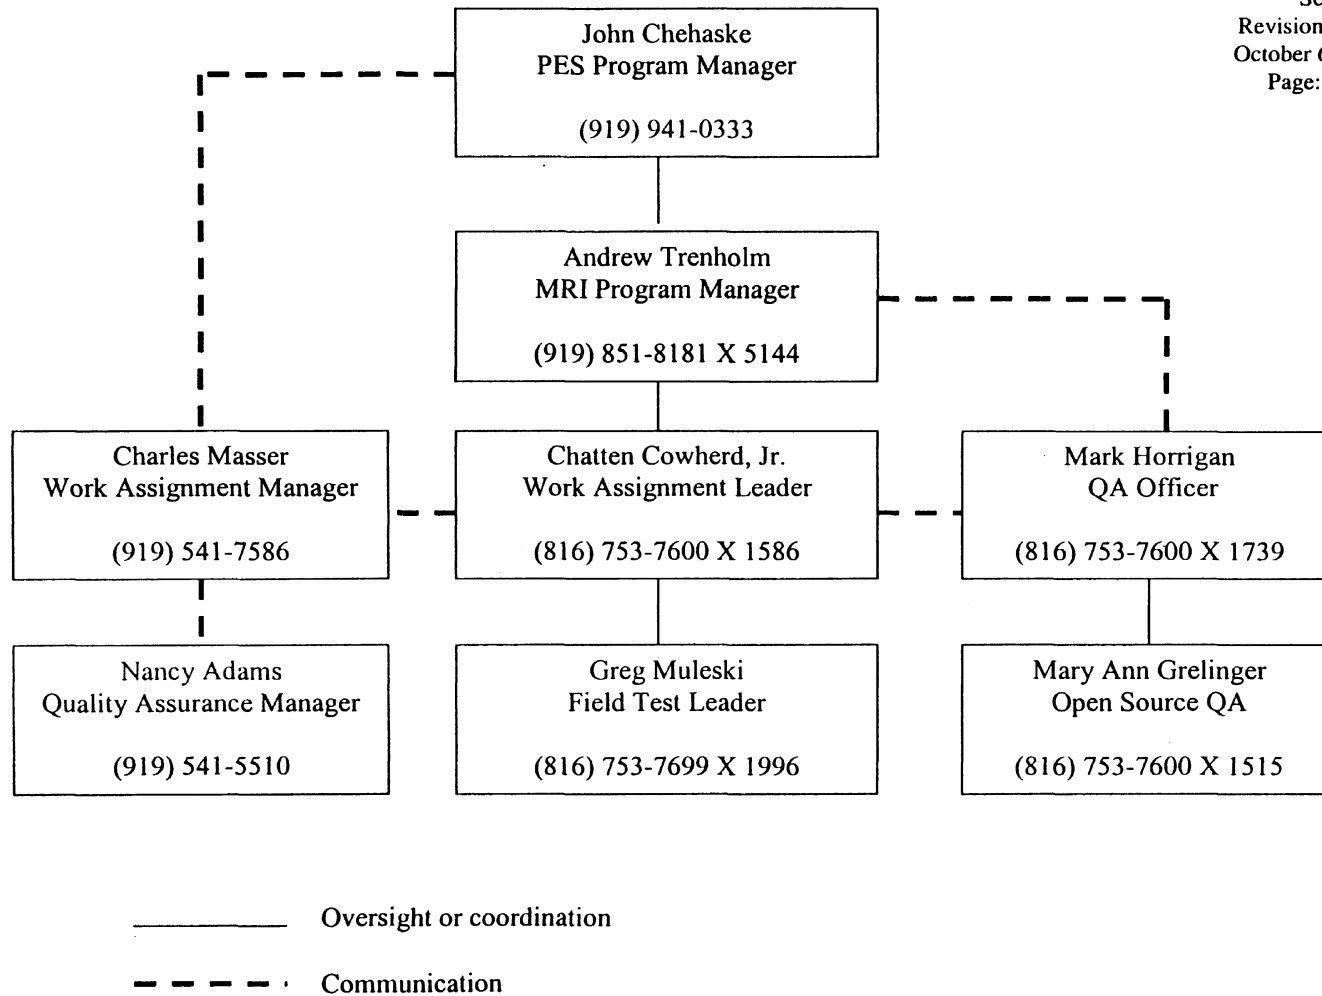 Revision
October
Page:
John Chehaske
PES Program Manager
(919) 941-0333
Andrew Trenholm
MRI Program Manager
(919) 851-8181 X 5144
Charles Masser
Work Assignment Manager
(919) 541-7586
Chatten Cowherd, Jr.
Work Assignment Leader
(816) 753-7600 X 1586
Mark Horrigan
QA Officer
(816) 753-7600 X 1739
Nancy Adams
Quality Assurance Manager
(919) 541-5510
Greg Muleski
Field Test Leader
(816) 753-7699 X 1996
Mary Ann Grelinger
Open Source QA
(816) 753-7600 X 1515
Oversight or coordination
Communication